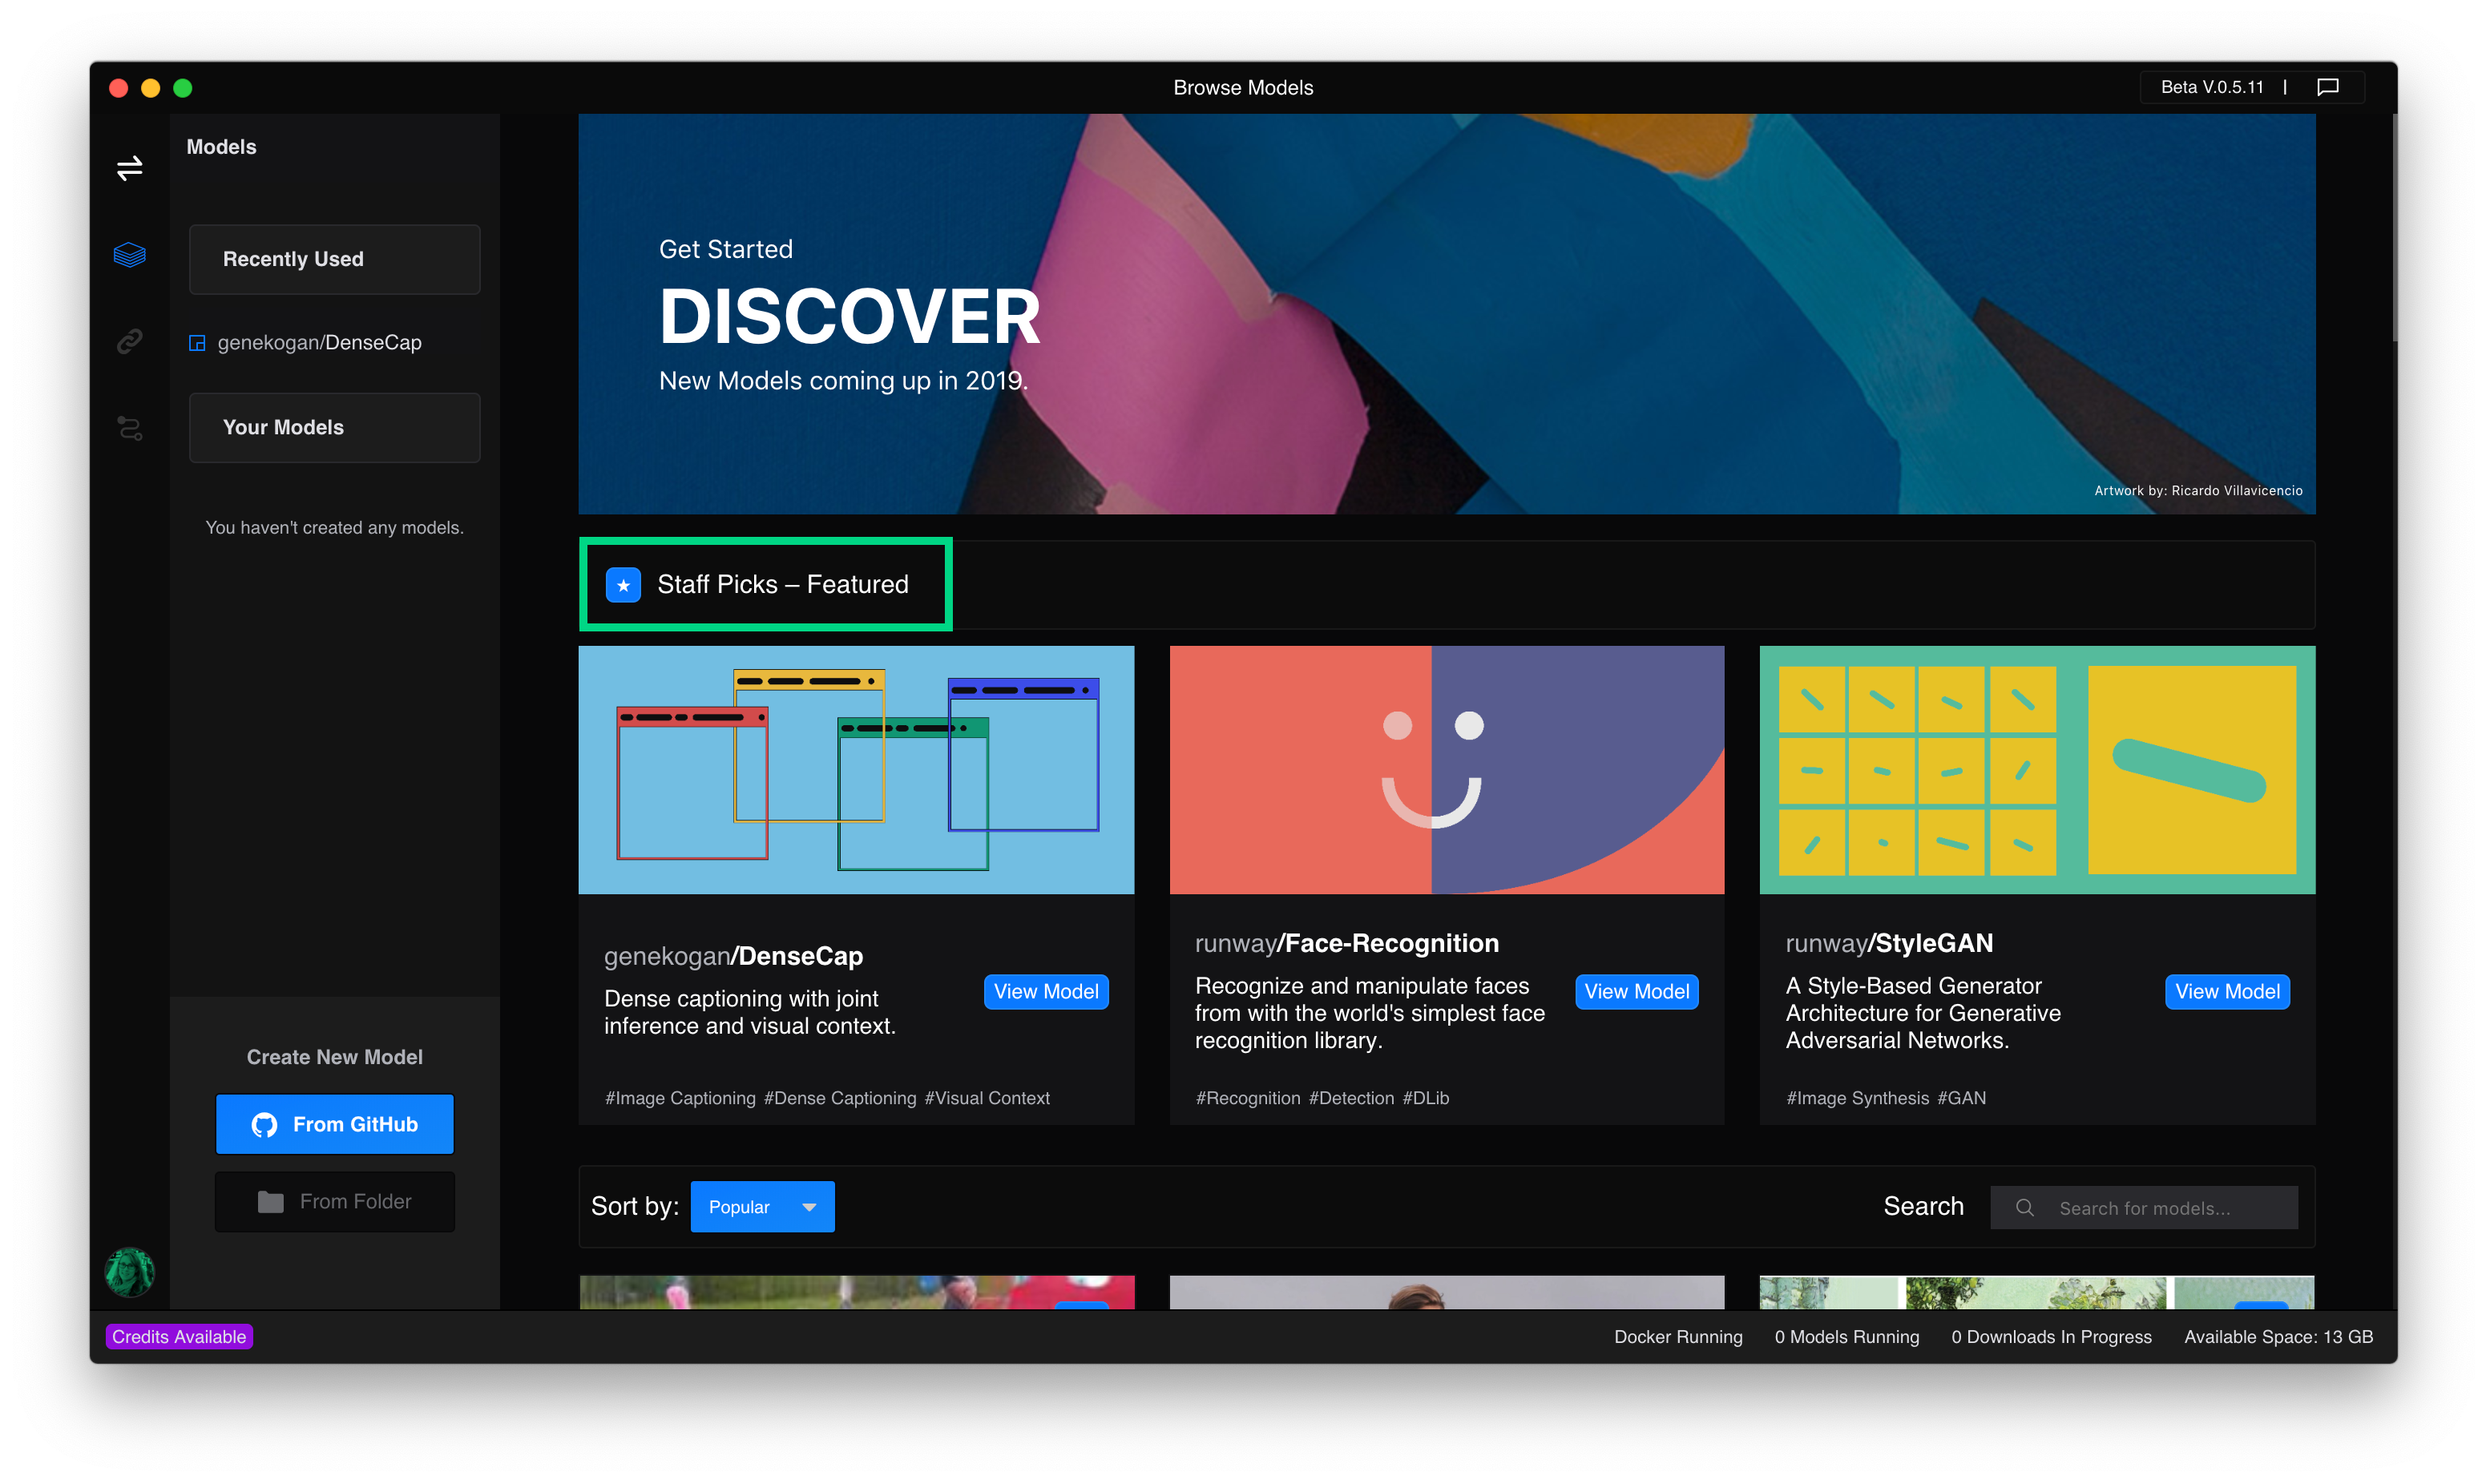 Browse Models
Beta V.0.5.11 |
Models
Recently Used
genekogan/DenseCap
Your Models
You haven't created any models.
Create New Model
From GitHub
From Folder
Get Started
DISCOVER
New Models coming up in 2019.
Artwork by: Ricardo Villavicencio
Staff Picks – Featured
genekogan/DenseCap
Dense captioning with joint
inference and visual context.
View Model
#Image Captioning #Dense Captioning #Visual Context
runway/Face-Recognition
Recognize and manipulate faces
from with the world's simplest face
recognition library.
View Model
#Recognition #Detection #DLib
runway/StyleGAN
A Style-Based Generator
Architecture for Generative
Adversarial Networks.
View Model
#Image Synthesis #GAN
Sort by: Popular
Search Search for models...
Credits Available
Docker Running 0 Models Running 0 Downloads In Progress Available Space: 13 GB